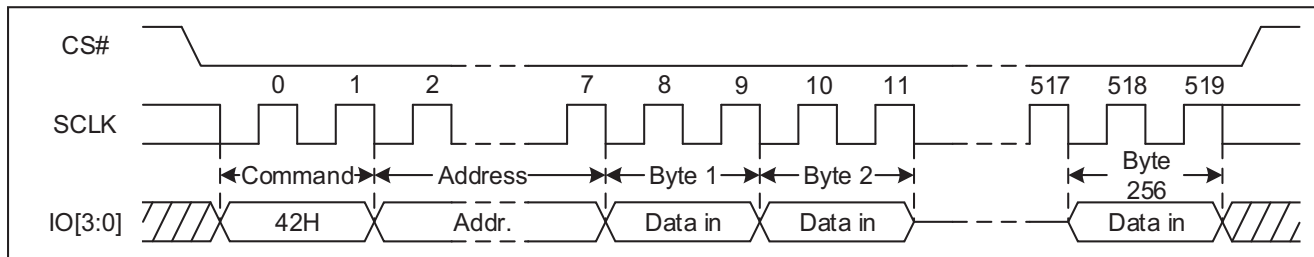 CS#
0 1 2 7 8 9 10 11 517 518 519
SCLK
Command Address Byte 1 Byte 2 Byte
256
IO[3:0] 42H Addr. Data in Data in Data in